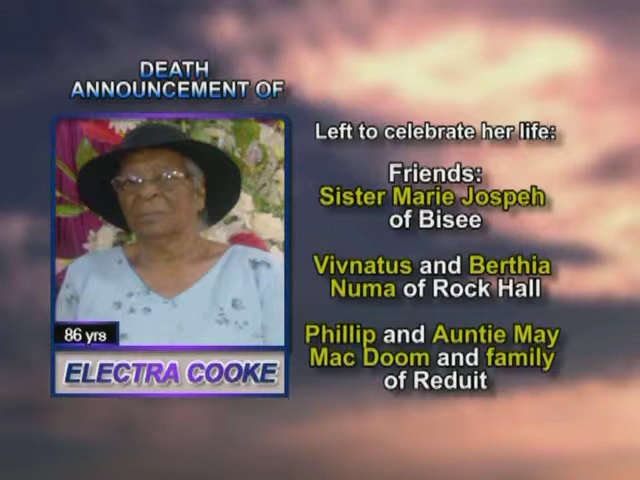 DEATH
ANNOUNCEMENT OF
86 yrs
ELECTRA COOKE
Left to celebrate her life:
Friends:
Sister Marie Jospeh
of Bisee
Vivnatus and Berthia
Numa of Rock Hall
Phillip and Auntie May
Mac Doom and family
of Reduit